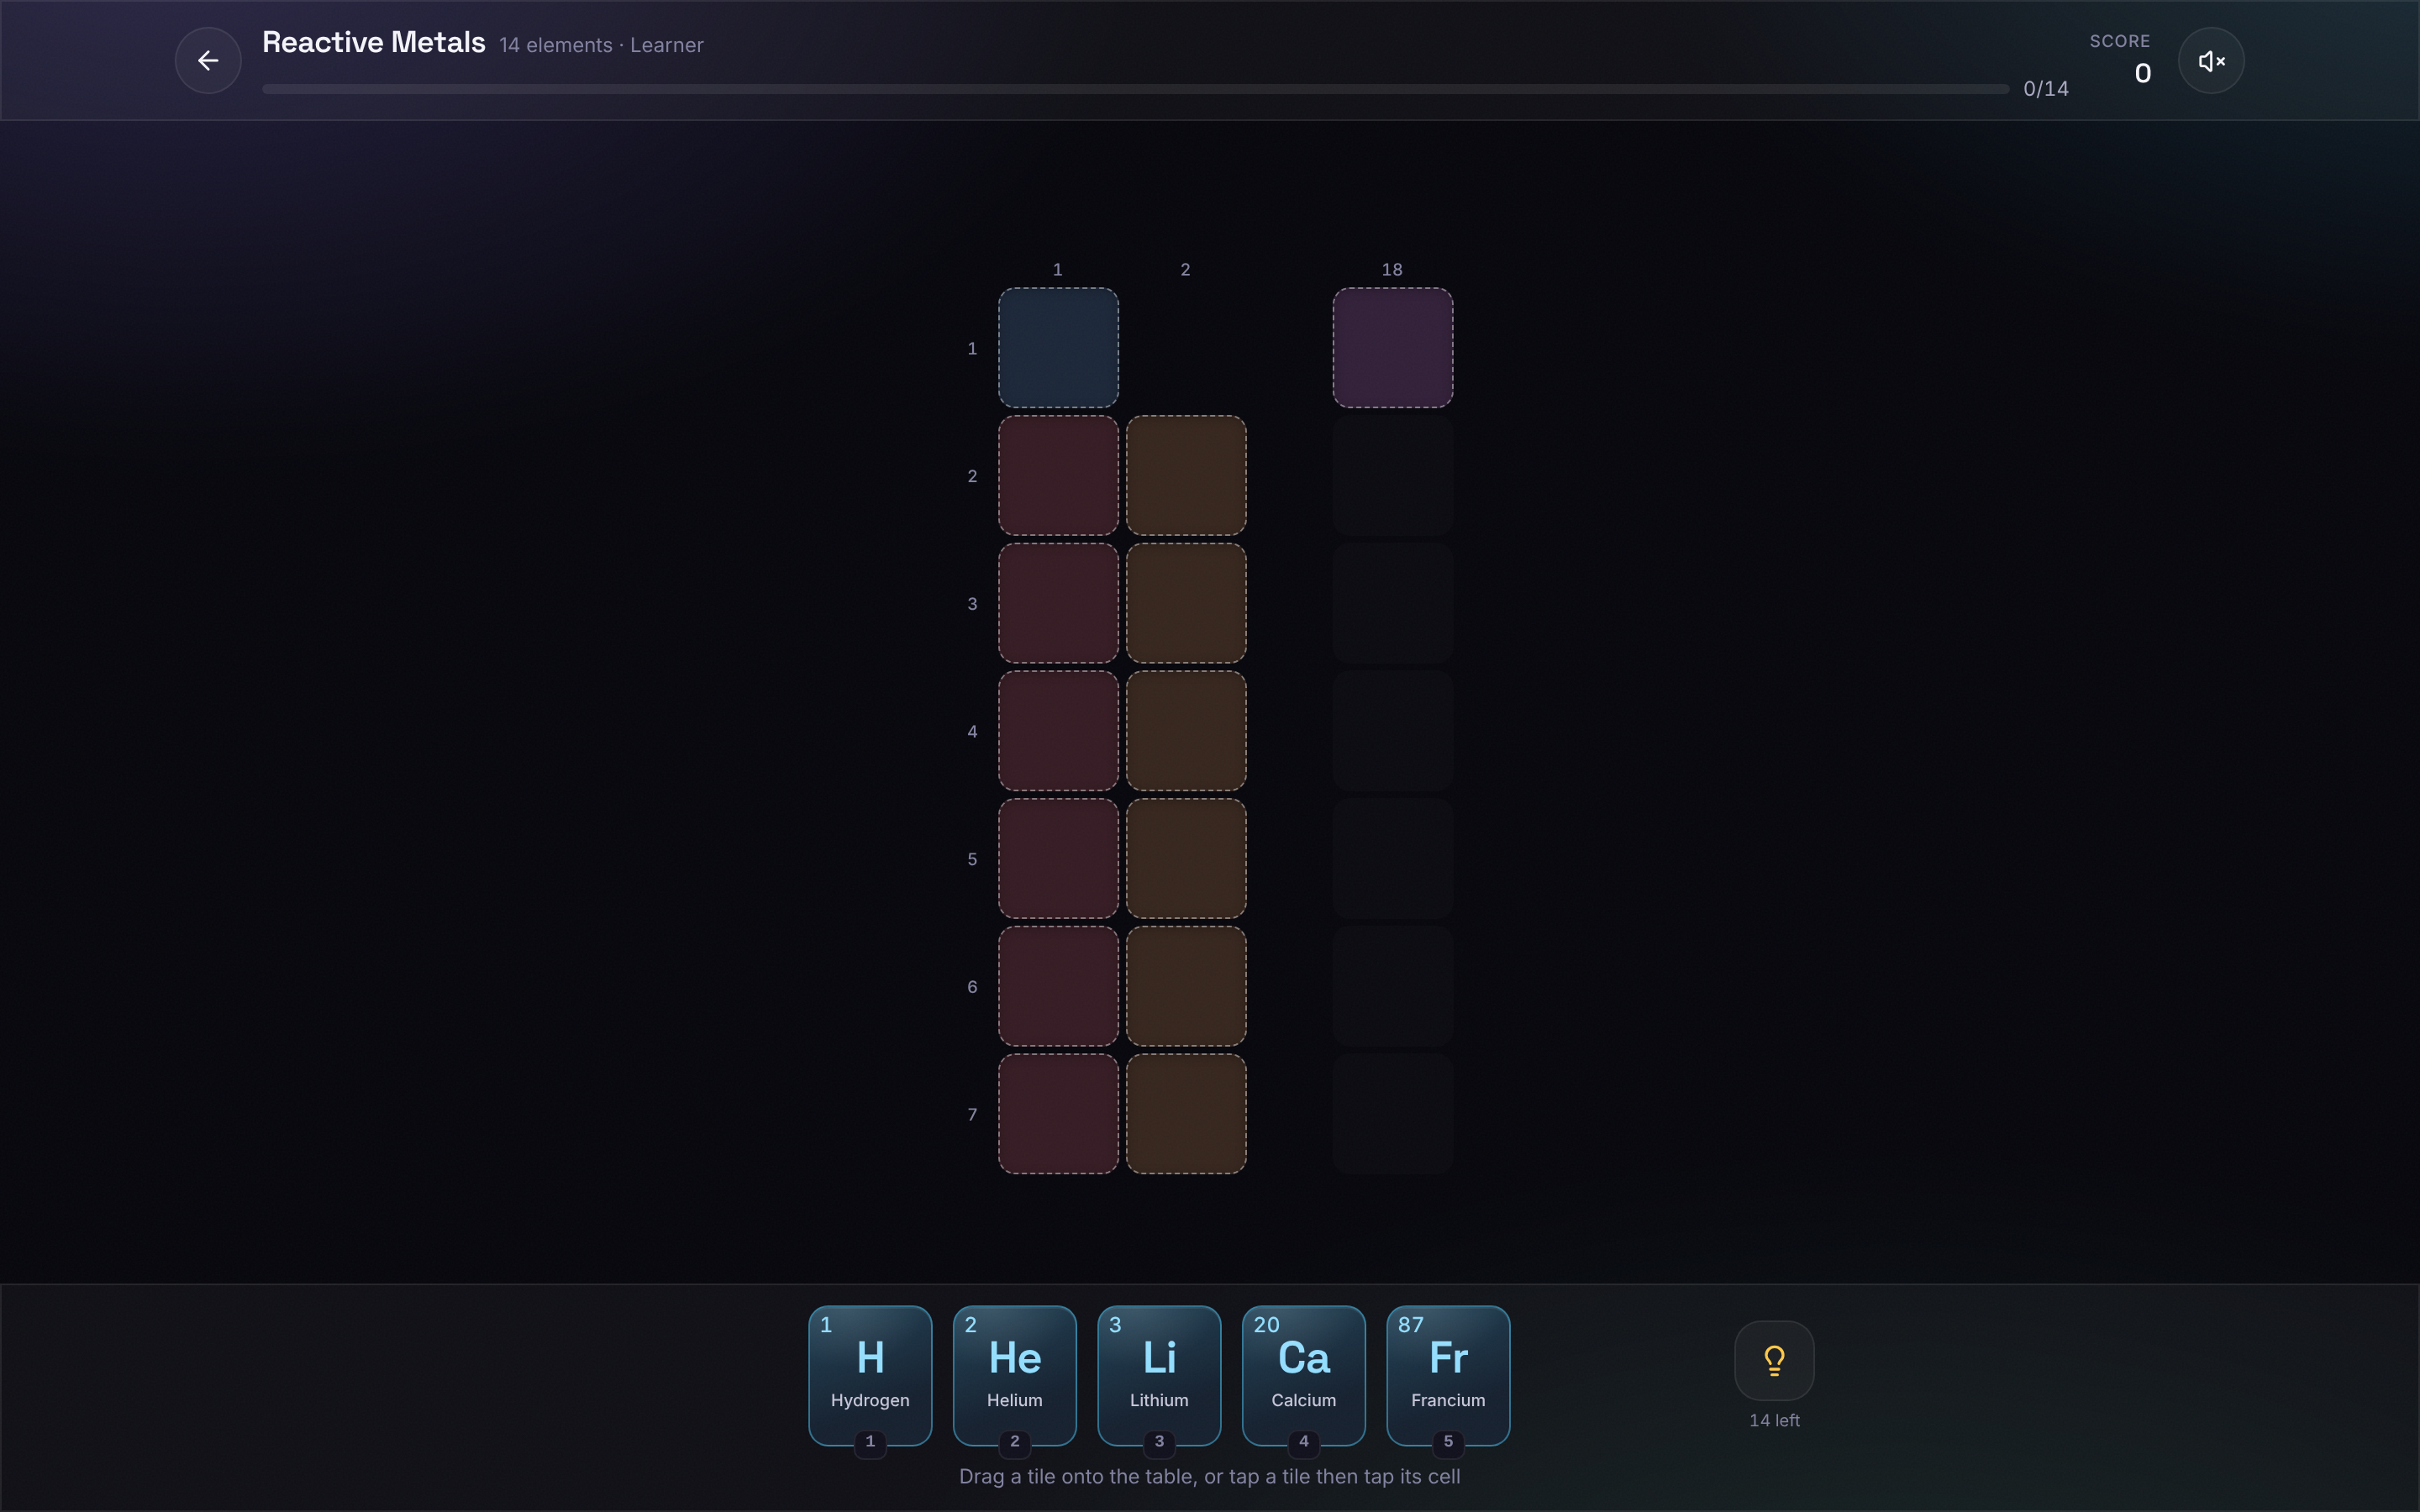 Reactive Metals 14 elements · Learner
0/14
SCORE
0
1 2 18
1
2
3
4
5
6
7
1
H
Hydrogen
1
2
He
Helium
2
3
Li
Lithium
3
20
Ca
Calcium
4
87
Fr
Francium
5
14 left
Drag a tile onto the table, or tap a tile then tap its cell